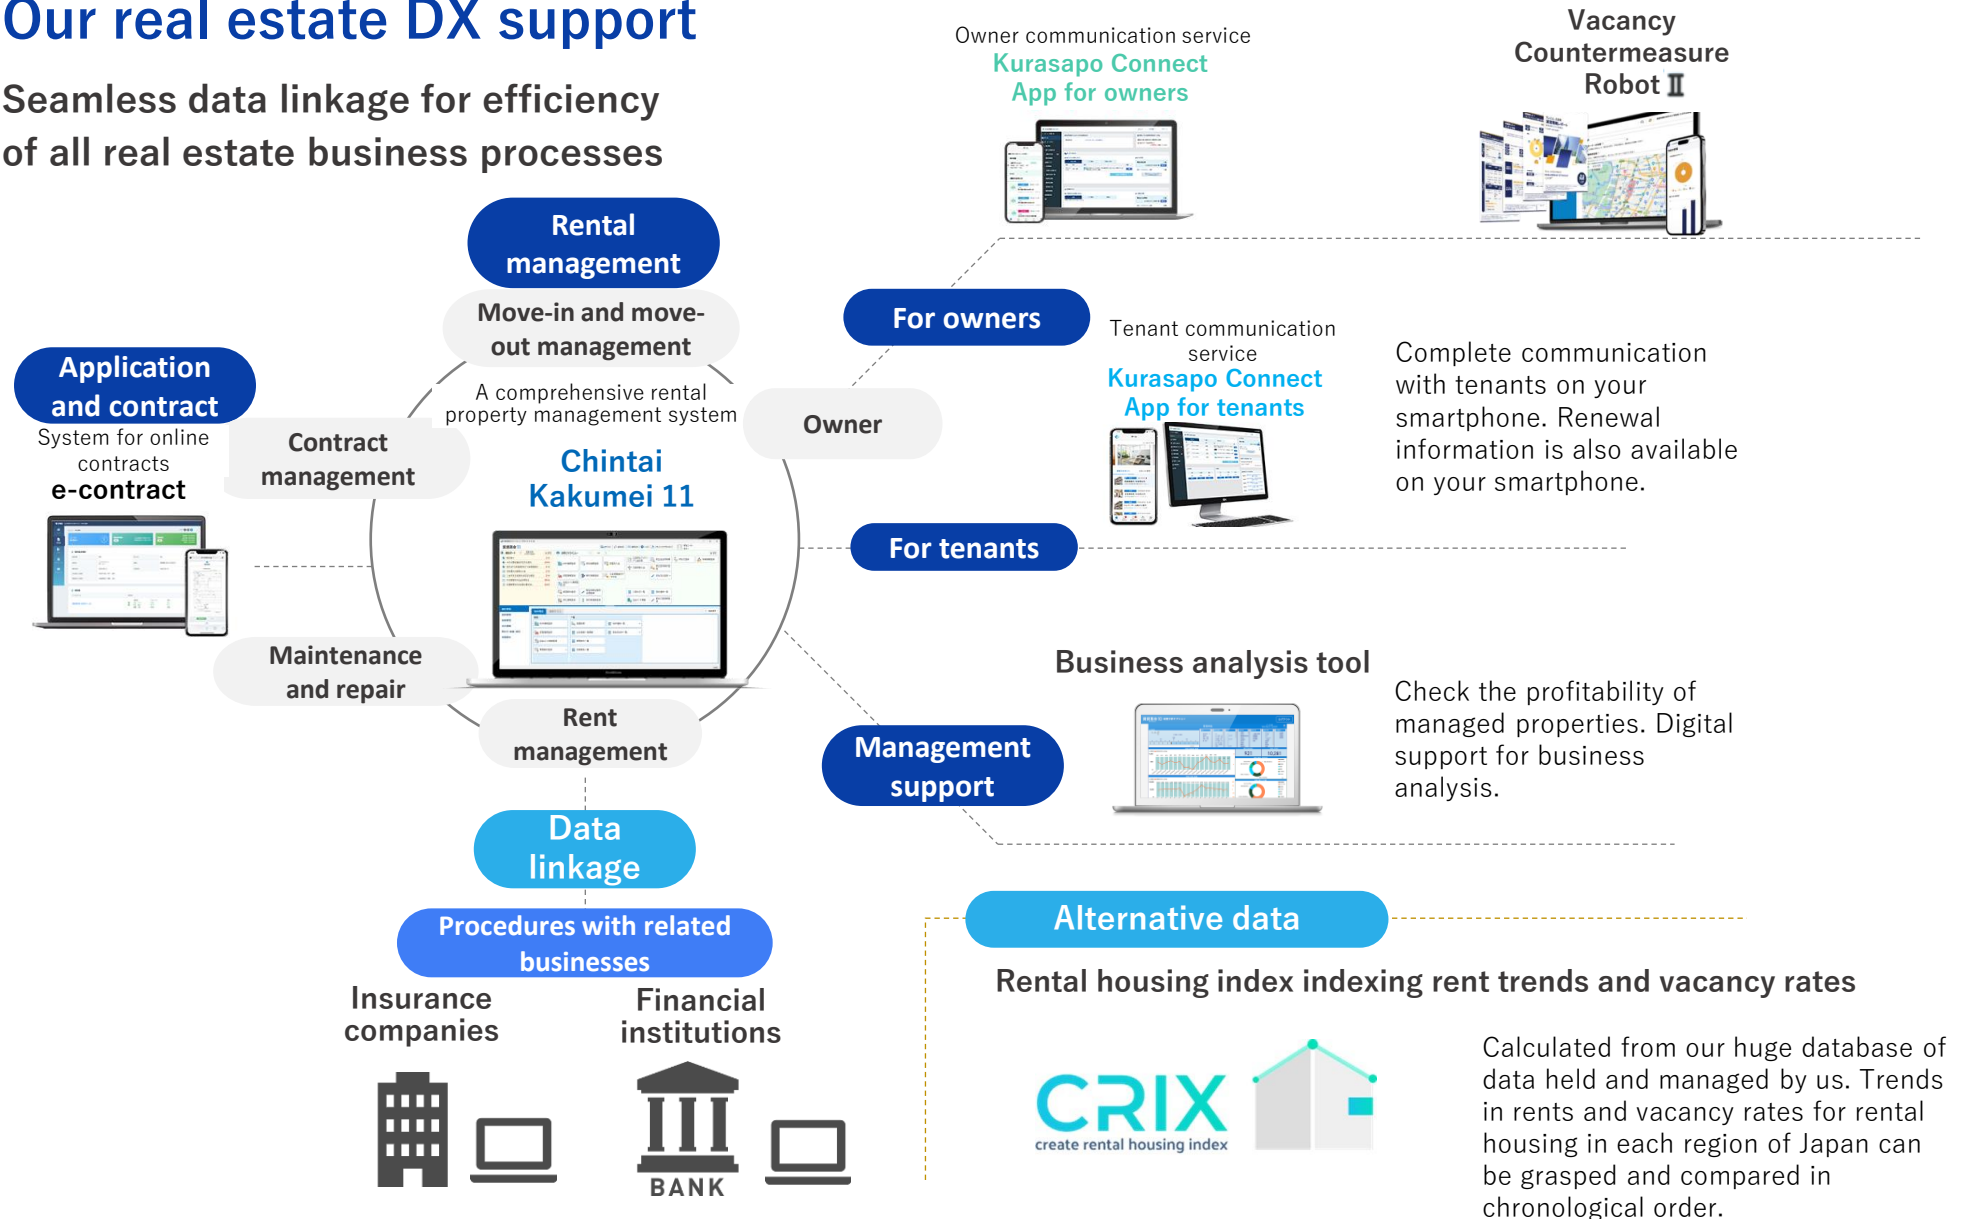 Our real estate DX support
Seamless data linkage for efficiency
of all real estate business processes
Owner communication service
Kurasapo Connect
App for owners
Vacancy
Countermeasure
Robot Ⅱ
Rental
management
Move-in and move-
out management
For owners
Application
and contract
System for online
contracts
e-contract
Contract
management
A comprehensive rental
property management system
Chintai
Kakumei 11
Owner
Tenant communication
service
Kurasapo Connect
App for tenants
Complete communication
with tenants on your
smartphone. Renewal
information is also available
on your smartphone.
For tenants
Maintenance
and repair
Rent
management
Management
support
Business analysis tool
Check the profitability of
managed properties. Digital
support for business
analysis.
Data
linkage
Procedures with related
businesses
Insurance
companies
Financial
institutions
BANK
Alternative data
Rental housing index indexing rent trends and vacancy rates
CRIX
create rental housing index
Calculated from our huge database of
data held and managed by us. Trends
in rents and vacancy rates for rental
housing in each region of Japan can
be grasped and compared in
chronological order.